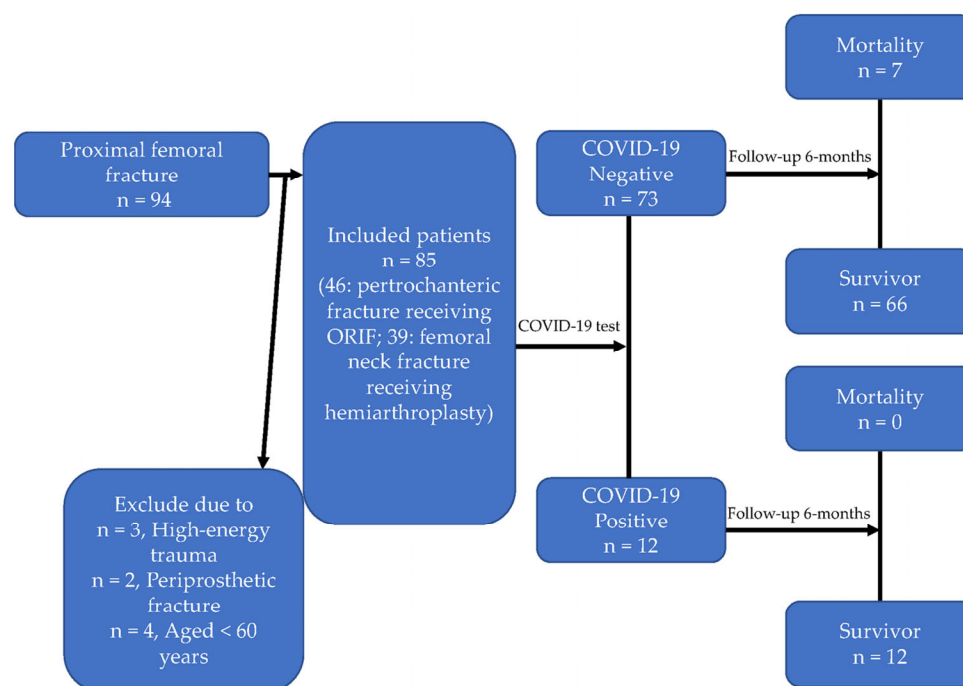 Proximal femoral
fracture
n = 94
Exclude due to
n = 3, High-energy
trauma
n = 2, Periprosthetic
fracture
n = 4, Aged < 60
years
Included patients
n = 85
(46: pertrochanteric
fracture receiving
ORIF; 39: femoral
neck fracture
receiving
hemiarthroplasty)
COVID-19 test
COVID-19
Negative
n = 73
Follow-up 6-months
Mortality
n = 7
Survivor
n = 66
COVID-19
Positive
n = 12
Follow-up 6-months
Mortality
n = 0
Survivor
n = 12